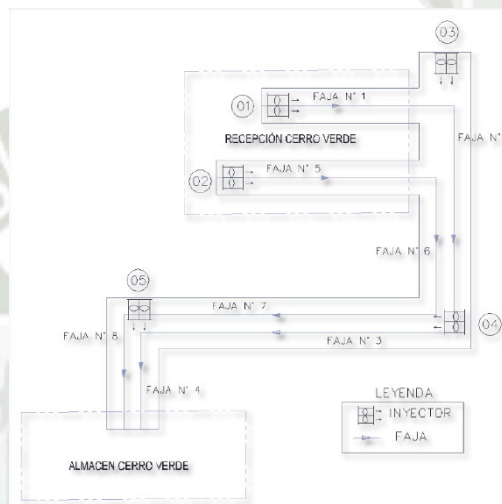 03
FAJA N° 1
01
FAJA N°
RECEPCIÓN CERRO VERDE
FAJA N° 5
02
FAJA N° 6
05
FAJA N° 7
04
FAJA N° 8
FAJA N° 3
FAJA N° 4
LEYENDA
INYECTOR
FAJA
ALMACEN CERRO VERDE